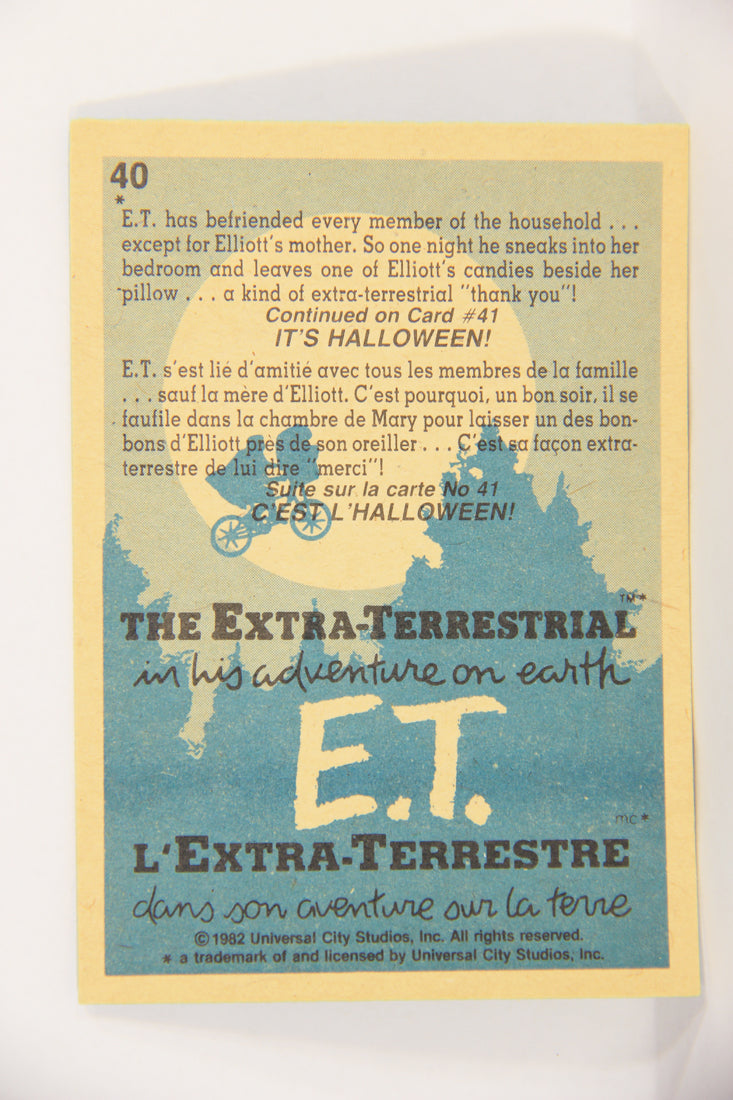 40
*
E.T. has befriended every member of the household . . .
except for Elliott's mother. So one night he sneaks into her
bedroom and leaves one of Elliott's candies beside her
pillow . . . a kind of extra-terrestrial "thank you"!
Continued on Card #41
IT'S HALLOWEEN!
E.T. s'est lié d'amitié avec tous les membres de la famille
. . . sauf la mère d'Elliott. C'est pourquoi, un bon soir, il se
faufile dans la chambre de Mary pour laisser un des bon-
bons d'Elliott près de son oreiller . . . C'est sa façon extra-
terrestre de lui dire "merci"!
Suite sur la carte No 41
C'EST L'HALLOWEEN!
THE EXTRA-TERRESTRIAL TM*
in his adventure on earth
E.T.
mc*
L'EXTRA-TERRESTRE
dans son aventure sur la terre
©1982 Universal City Studios, Inc. All rights reserved.
* a trademark of and licensed by Universal City Studios, Inc.